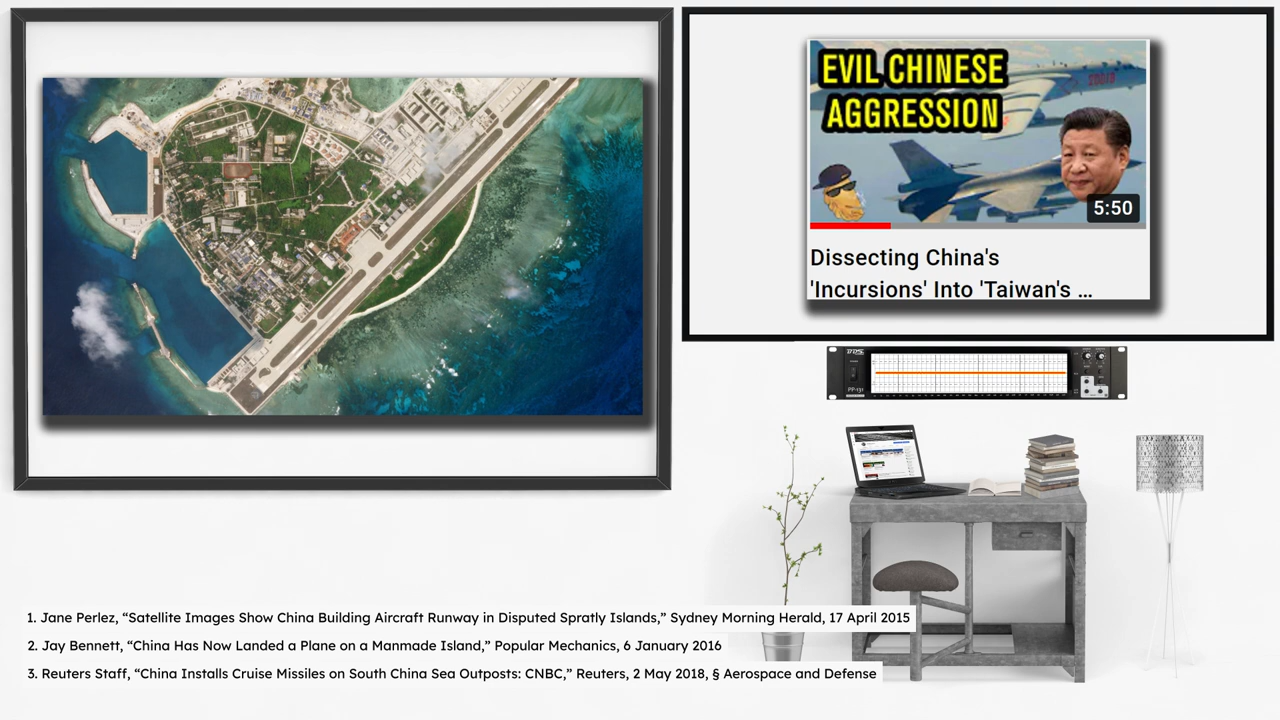 EVIL CHINESE
AGGRESSION
5:50
Dissecting China's
'Incursions' Into 'Taiwan's ...
PP-131
1. Jane Perlez, “Satellite Images Show China Building Aircraft Runway in Disputed Spratly Islands,” Sydney Morning Herald, 17 April 2015
2. Jay Bennett, “China Has Now Landed a Plane on a Manmade Island,” Popular Mechanics, 6 January 2016
3. Reuters Staff, “China Installs Cruise Missiles on South China Sea Outposts: CNBC,” Reuters, 2 May 2018, § Aerospace and Defense